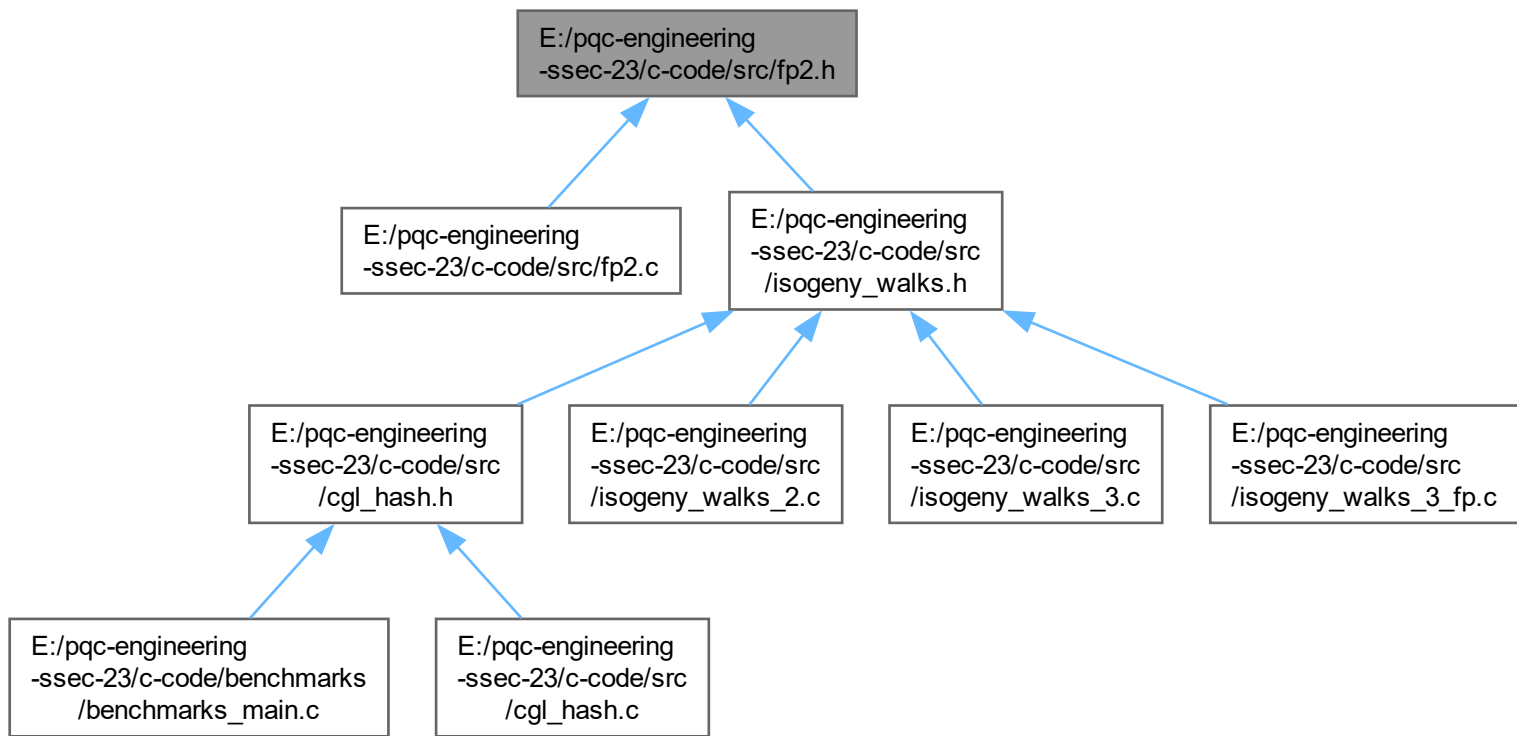 E:/pqc-engineering
-ssec-23/c-code/src/fp2.h
E:/pqc-engineering
-ssec-23/c-code/src/fp2.c
E:/pqc-engineering
-ssec-23/c-code/src
/isogeny_walks.h
E:/pqc-engineering
-ssec-23/c-code/src
/cgl_hash.h
E:/pqc-engineering
-ssec-23/c-code/src
/isogeny_walks_2.c
E:/pqc-engineering
-ssec-23/c-code/src
/isogeny_walks_3.c
E:/pqc-engineering
-ssec-23/c-code/src
/isogeny_walks_3_fp.c
E:/pqc-engineering
-ssec-23/c-code/benchmarks
/benchmarks_main.c
E:/pqc-engineering
-ssec-23/c-code/src
/cgl_hash.c